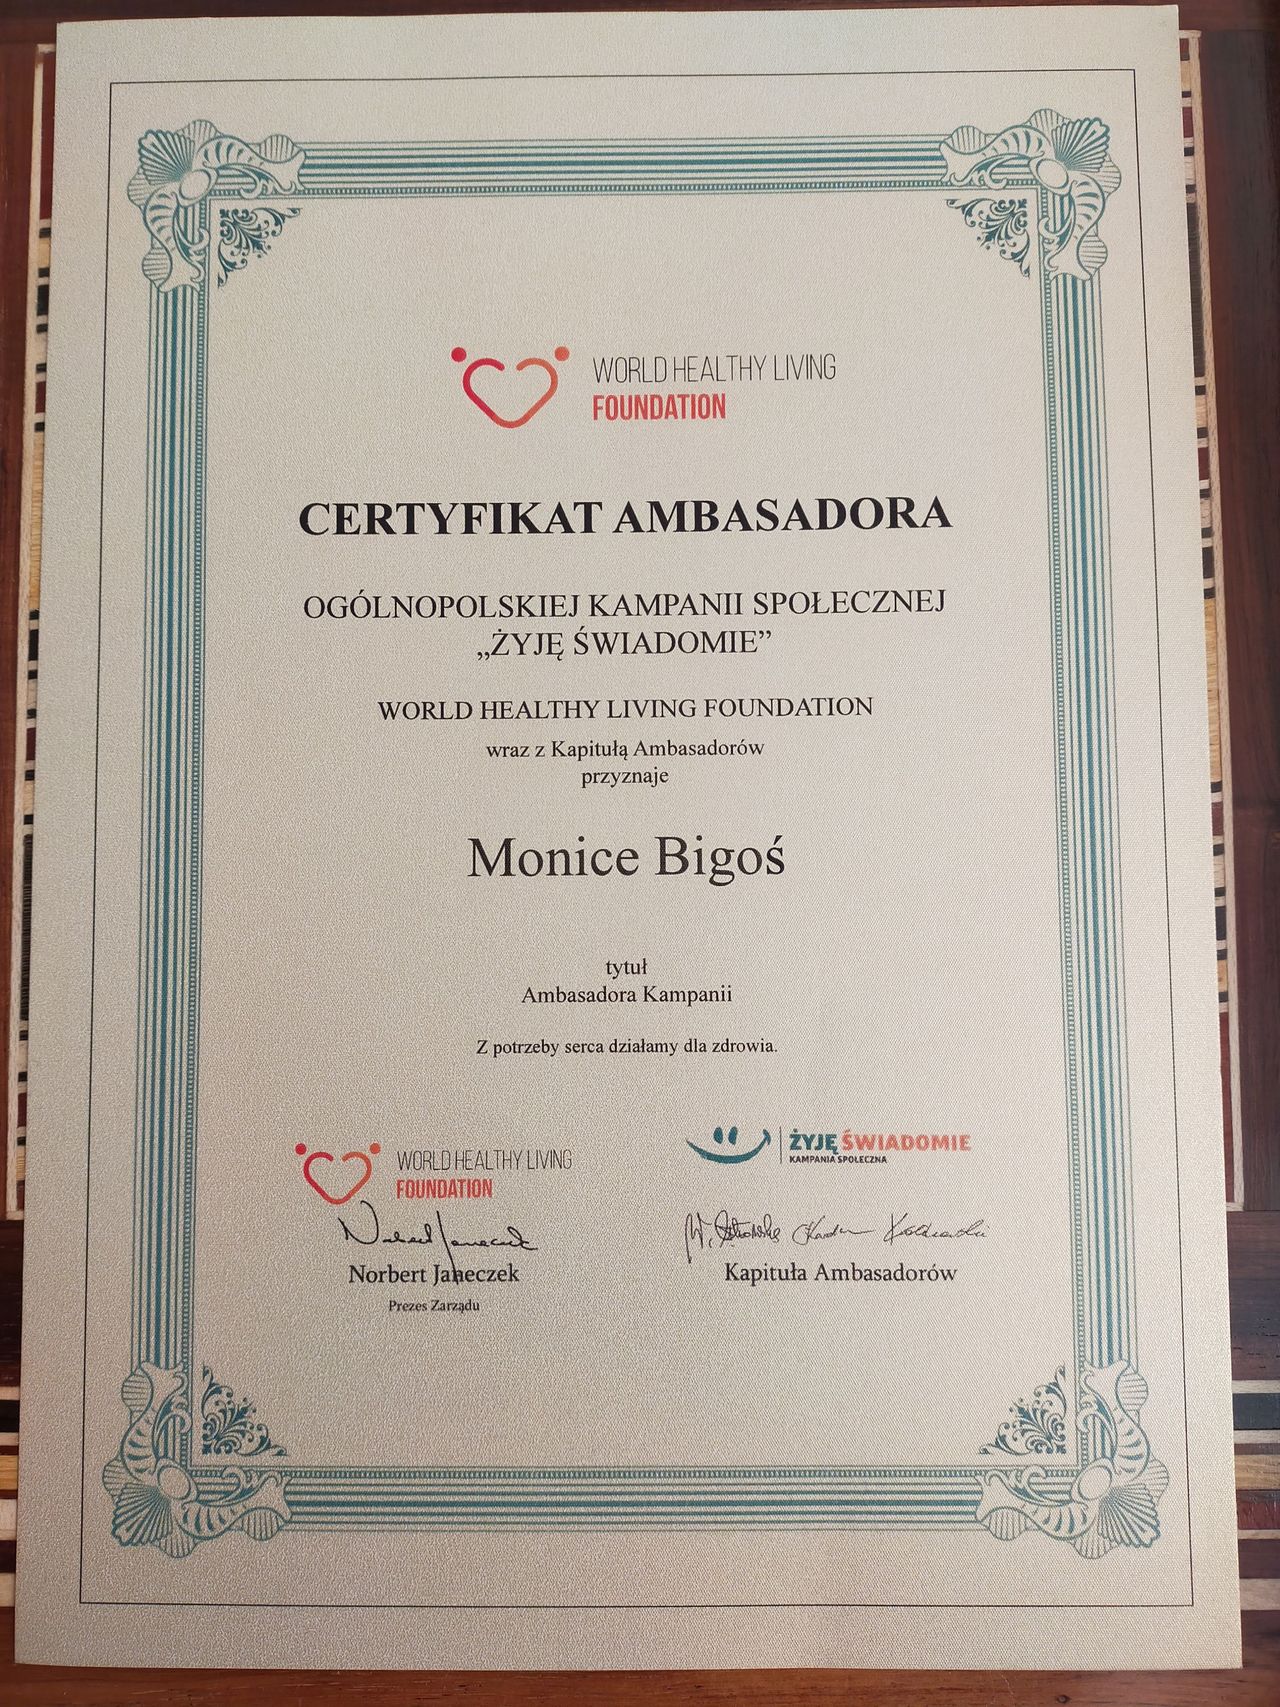 WORLD HEALTHY LIVING
FOUNDATION
CERTYFIKAT AMBASADORA
OGÓLNOPOLSKIEJ KAMPANII SPOŁECZNEJ
„ŻYJĘ ŚWIADOMIE”
WORLD HEALTHY LIVING FOUNDATION
wraz z Kapitułą Ambasadorów
przyznaje
Monice Bigoś
tytuł
Ambasadora Kampanii
Z potrzeby serca działamy dla zdrowia.
WORLD HEALTHY LIVING
FOUNDATION
Norbert Janeczek
Norbert Janeczek
Prezes Zarządu
ŻYJĘ ŚWIADOMIE
KAMPANIA SPOŁECZNA
Kapituła Ambasadorów